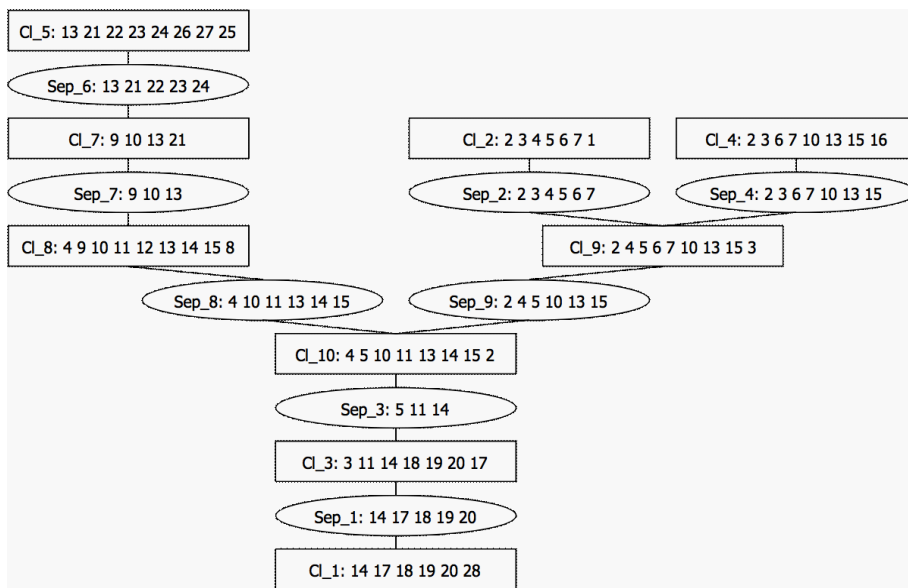 Cl_5: 13 21 22 23 24 26 27 25
Sep_6: 13 21 22 23 24
Cl_7: 9 10 13 21
Cl_2: 2 3 4 5 6 7 1
Cl_4: 2 3 6 7 10 13 15 16
Sep_7: 9 10 13
Sep_2: 2 3 4 5 6 7
Sep_4: 2 3 6 7 10 13 15
Cl_8: 4 9 10 11 12 13 14 15 8
Cl_9: 2 4 5 6 7 10 13 15 3
Sep_8: 4 10 11 13 14 15
Sep_9: 2 4 5 10 13 15
Cl_10: 4 5 10 11 13 14 15 2
Sep_3: 5 11 14
Cl_3: 3 11 14 18 19 20 17
Sep_1: 14 17 18 19 20
Cl_1: 14 17 18 19 20 28